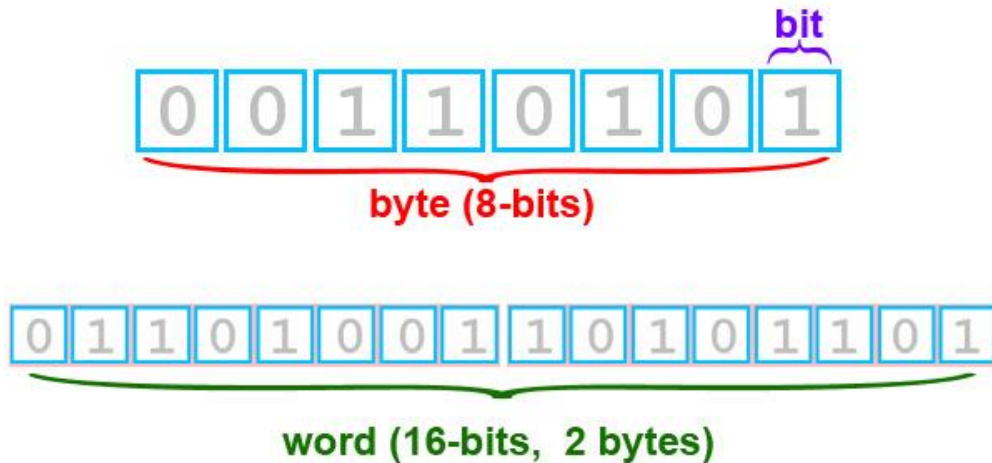 bit
0 0 1 1 0 1 0 1
byte (8-bits)
0 1 1 0 1 0 0 1 1 0 1 0 1 1 0 1
word (16-bits, 2 bytes)